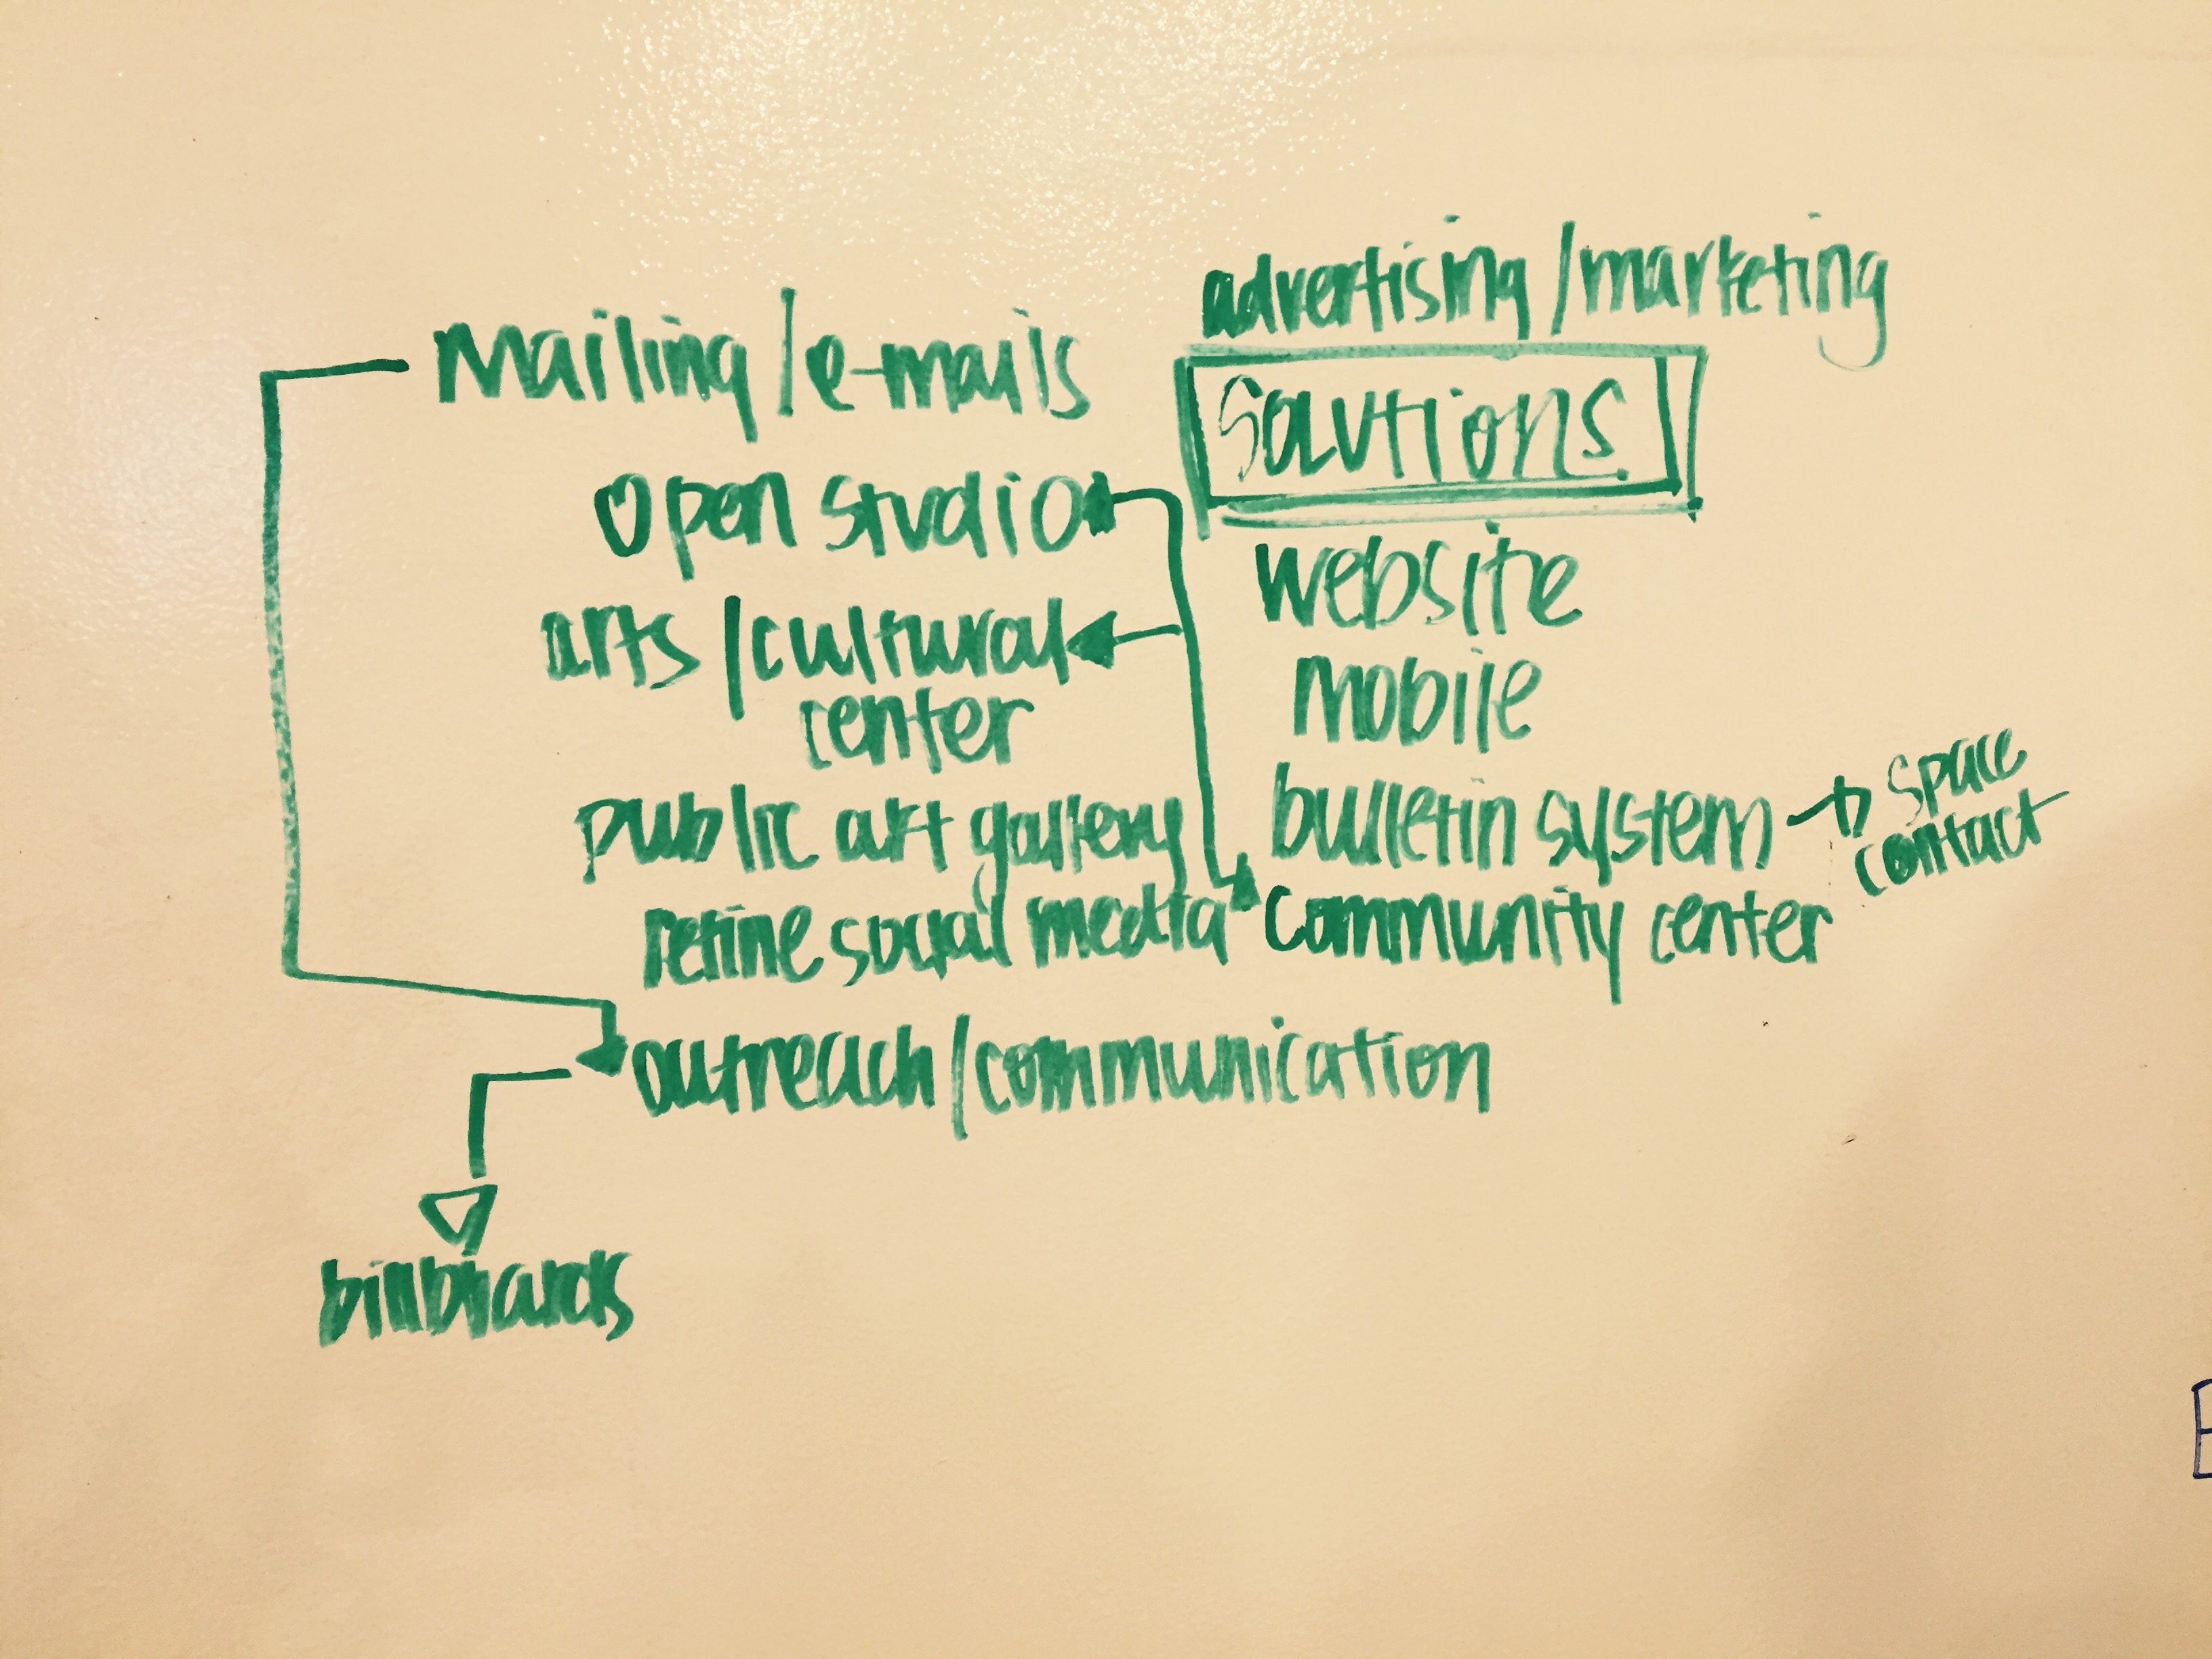 advertising/marketing
Solutions
Mailing/e-mails
open studio
arts/cultural
center
public art gallery
refine social media
outreach/communication
billboards
website
mobile
bulletin system
space
contact
community center